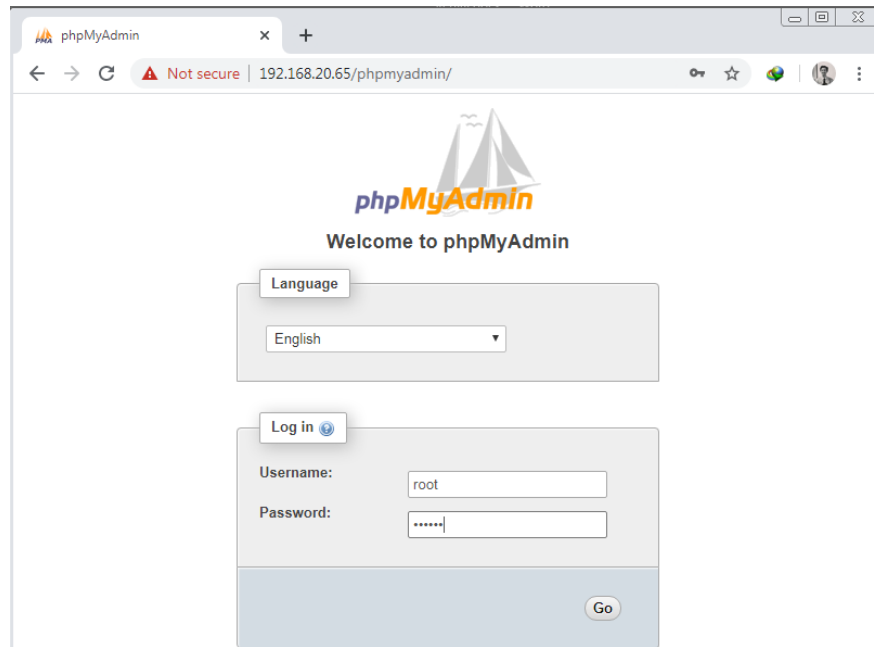 phpMyAdmin
Not secure | 192.168.20.65/phpmyadmin/
phpMyAdmin
Welcome to phpMyAdmin
Language
English
Log in
Username:
root
Password:
••••••
Go